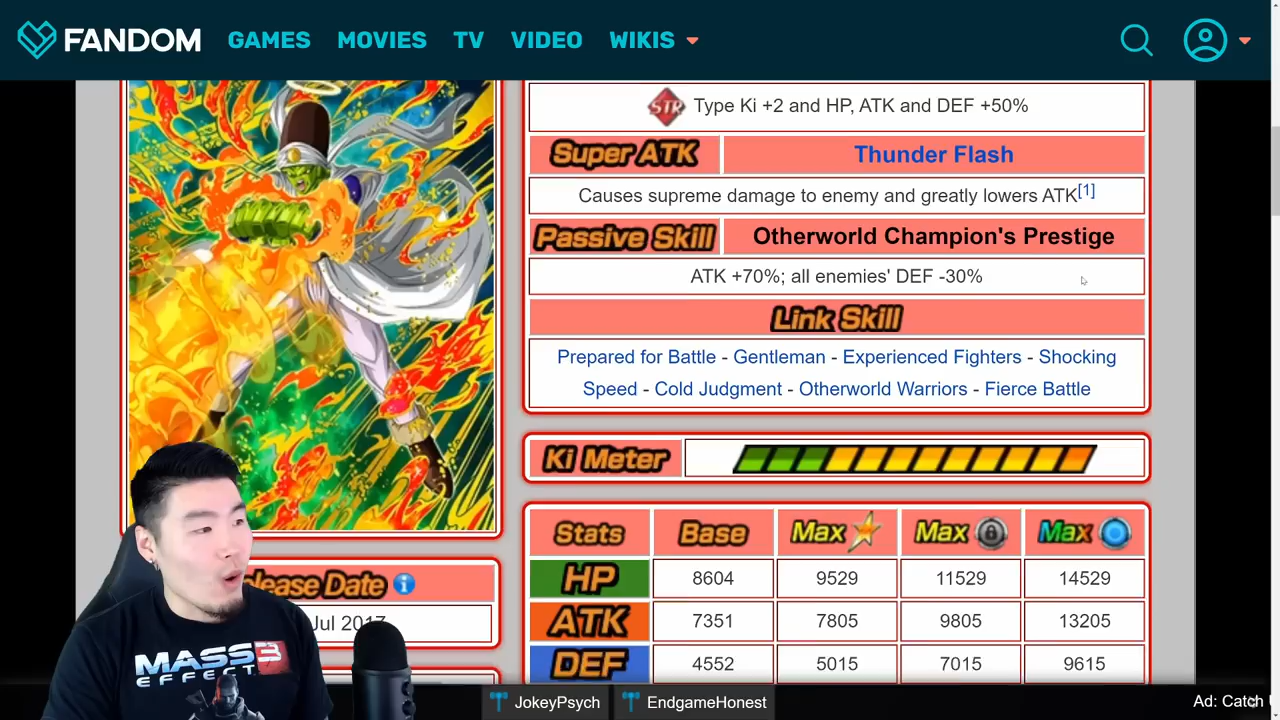 FANDOM GAMES MOVIES TV VIDEO WIKIS
STR Type Ki +2 and HP, ATK and DEF +50%
Super ATK Thunder Flash
Causes supreme damage to enemy and greatly lowers ATK[1]
Passive Skill Otherworld Champion's Prestige
ATK +70%; all enemies' DEF -30%
Link Skill
Prepared for Battle - Gentleman - Experienced Fighters - Shocking
Speed - Cold Judgment - Otherworld Warriors - Fierce Battle
Ki Meter
Stats Base Max Max Max
HP 8604 9529 11529 14529
ATK 7351 7805 9805 13205
DEF 4552 5015 7015 9615
Release Date
Jul 2017
MASS 3
EFFECT
JokeyPsych EndgameHonest Ad: Catch